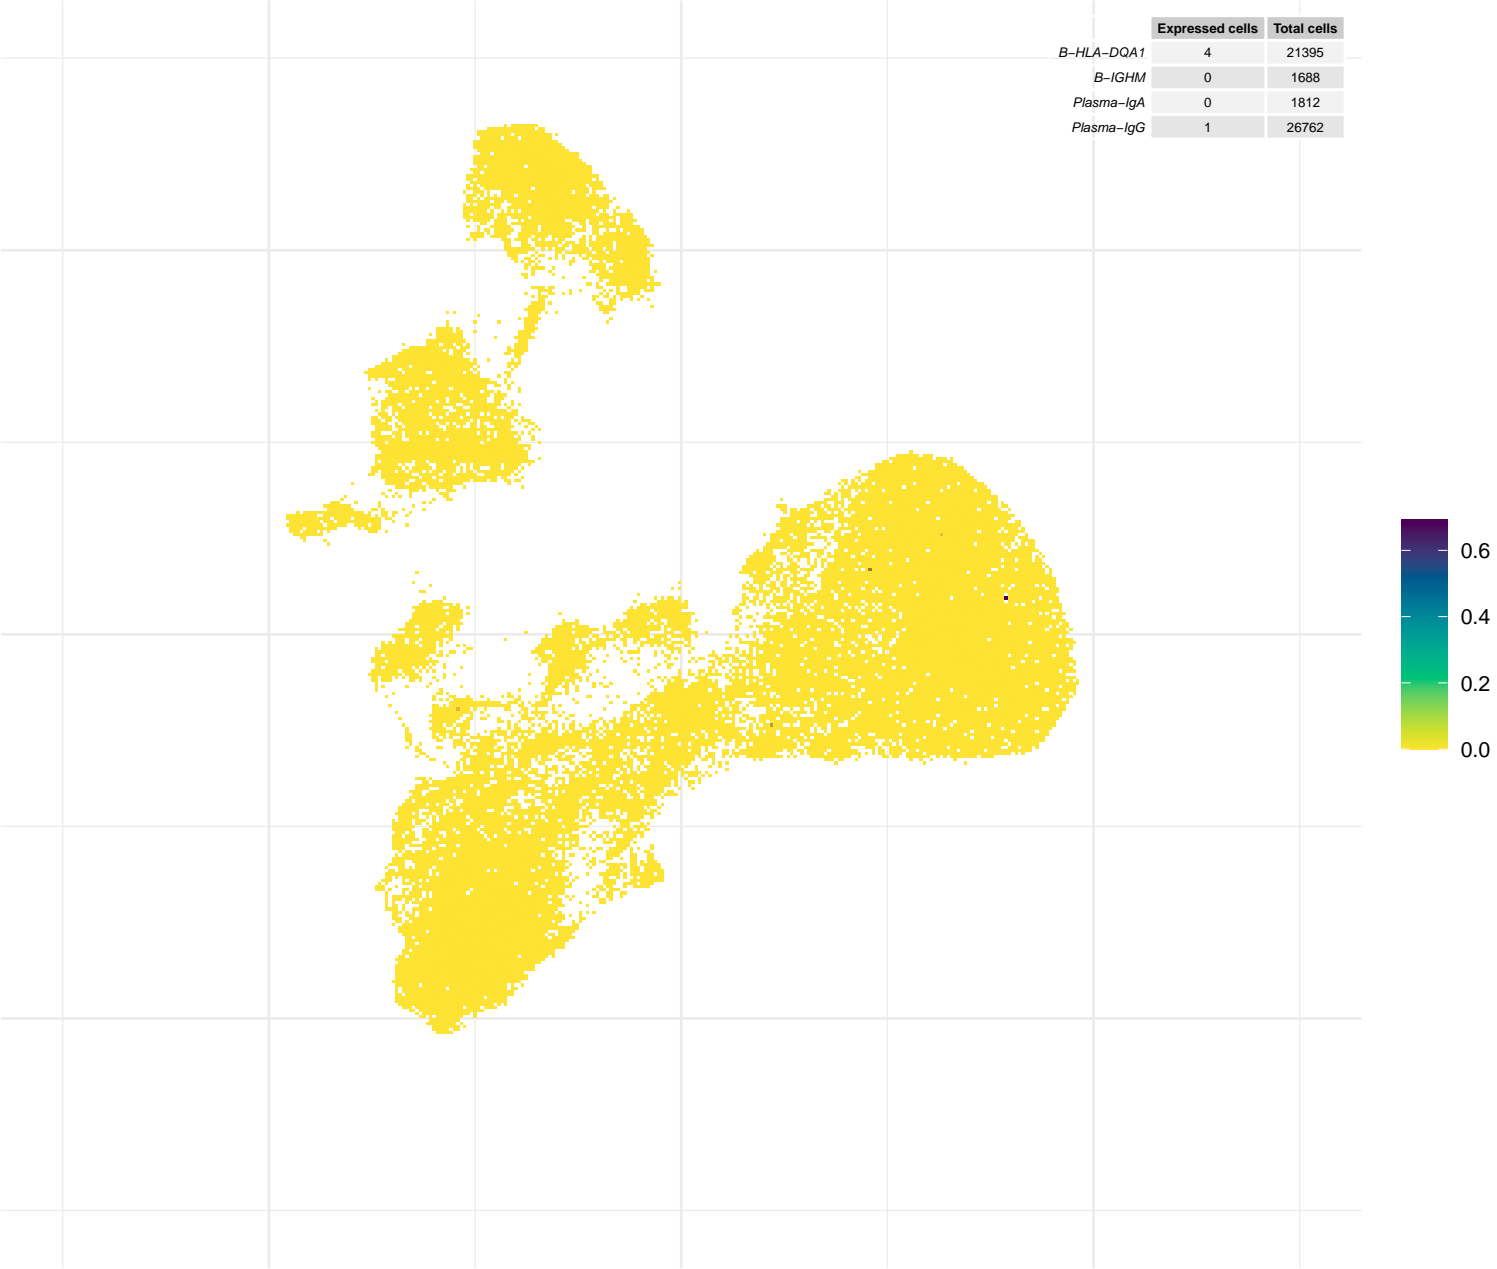 Expressed cells Total cells
B−HLA−DQA1 4 21395
B−IGHM 0 1688
Plasma−IgA 0 1812
Plasma−IgG 1 26762
0.6
0.4
0.2
0.0